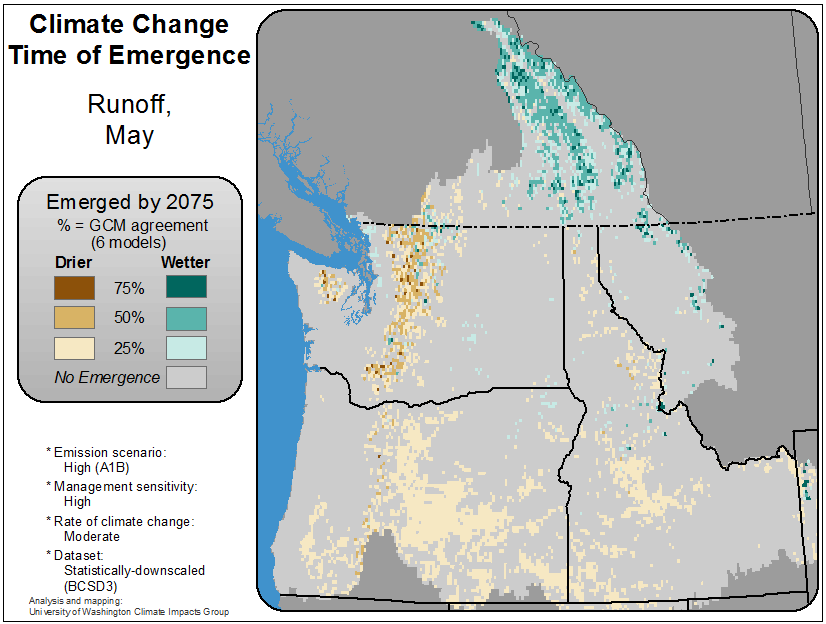 Climate Change
Time of Emergence
Runoff,
May
Emerged by 2075
% = GCM agreement
(6 models)
Drier Wetter
75%
50%
25%
No Emergence
* Emission scenario:
High (A1B)
* Management sensitivity:
High
* Rate of climate change:
Moderate
* Dataset:
Statistically-downscaled
(BCSD3)
Analysis and mapping:
University of Washington Climate Impacts Group